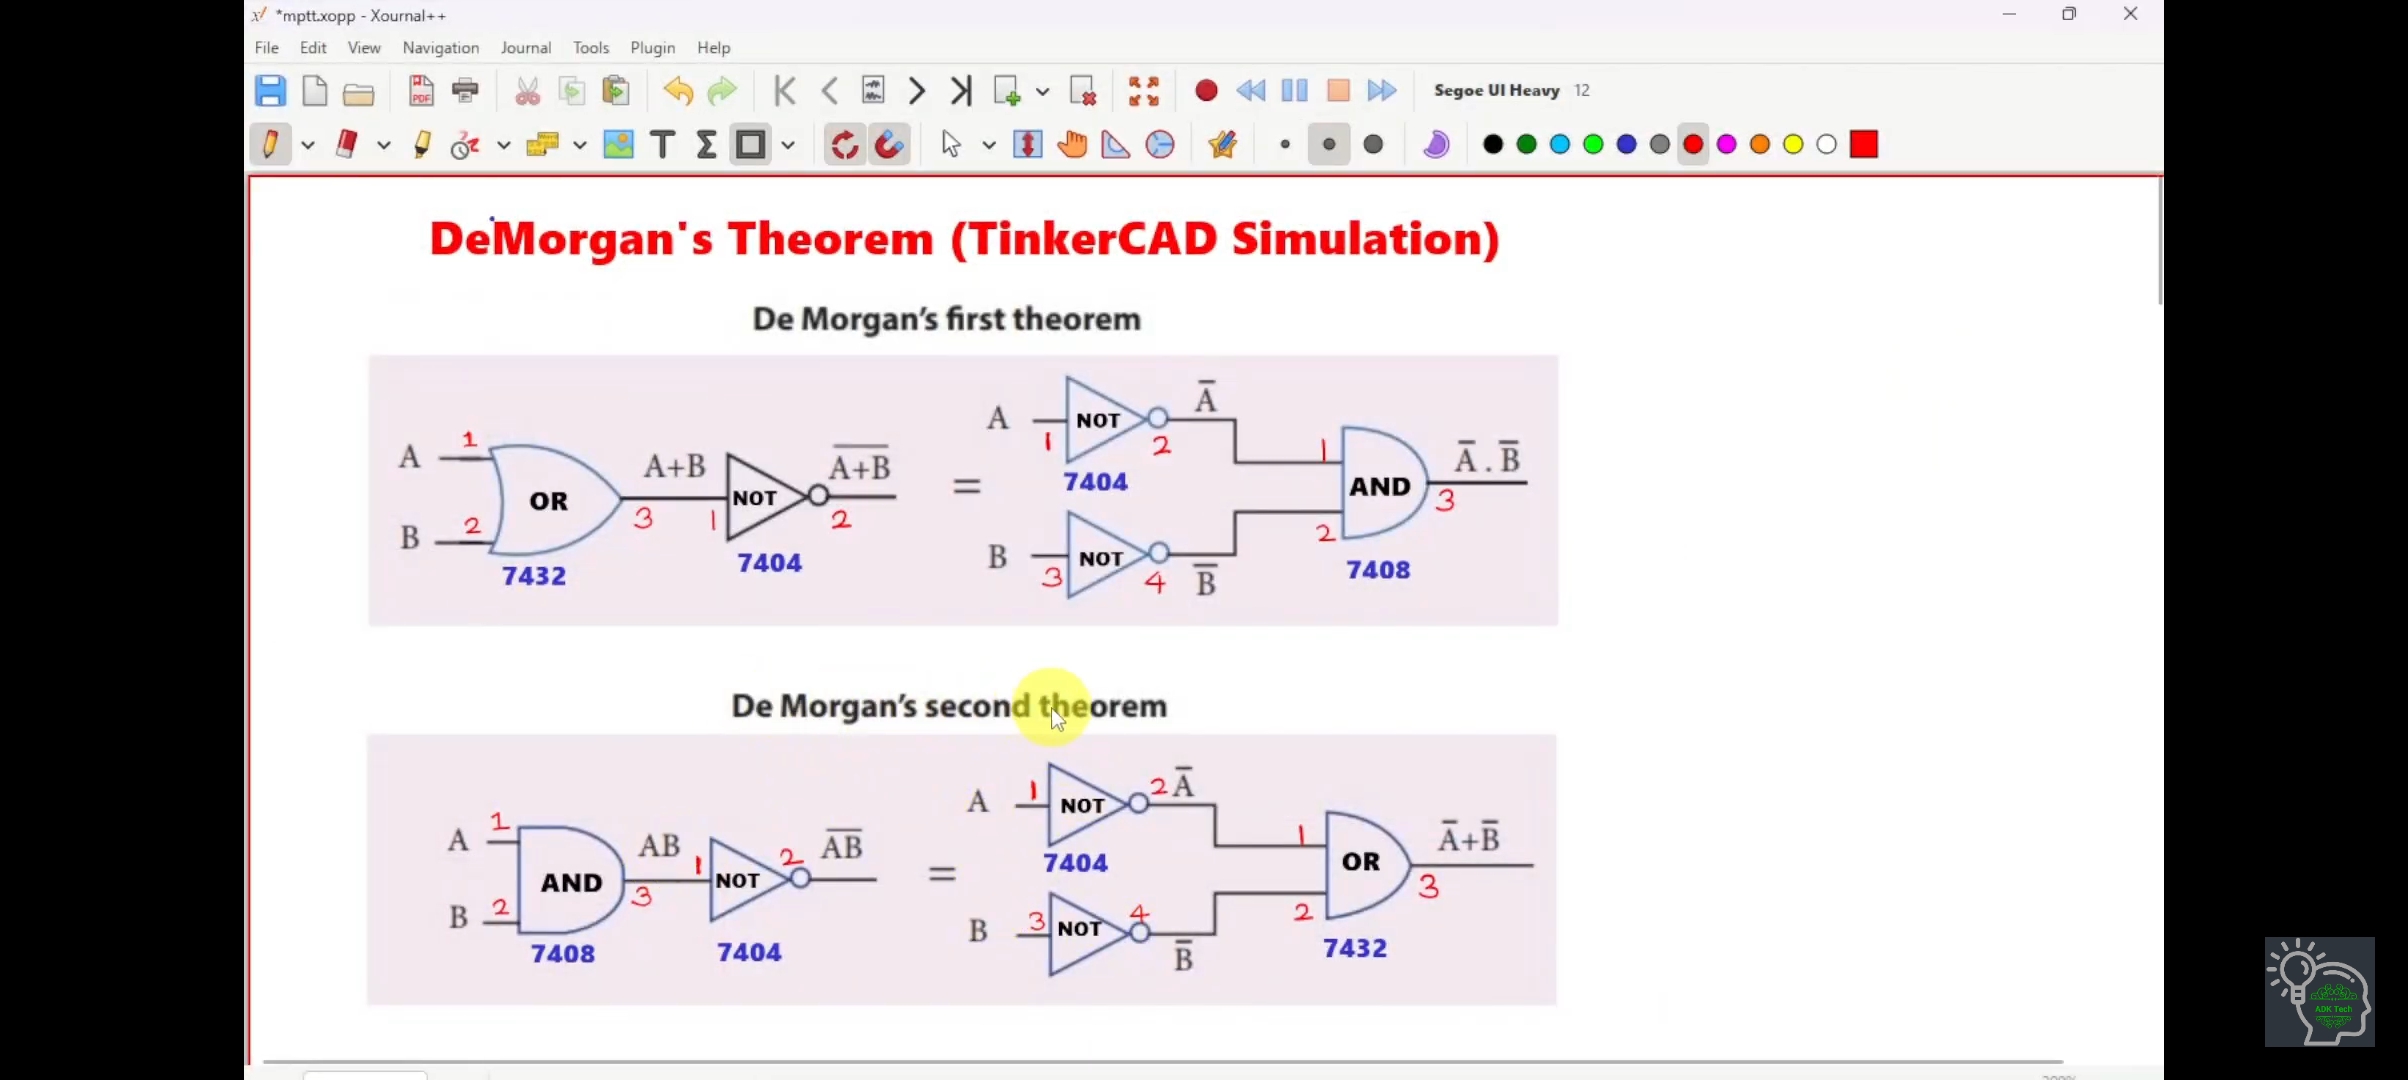 *mptt.xopp - Xournal++
File Edit View Navigation Journal Tools Plugin Help
PDF
Segoe UI Heavy 12
DeMorgan's Theorem (TinkerCAD Simulation)
De Morgan's first theorem
A 1
B 2
OR
7432
A+B
3 1
NOT
7404
A̅+̅B̅
2
=
A 1
NOT
7404
2 A̅
B 3
NOT
4 B̅
1
2
AND
7408
A̅ . B̅
3
De Morgan's second theorem
A 1
B 2
AND
7408
AB
3 1
NOT
7404
2 A̅B̅
=
A 1
NOT
7404
2 A̅
B 3
NOT
4 B̅
1
2
OR
7432
A̅+B̅
3
ADK Tech